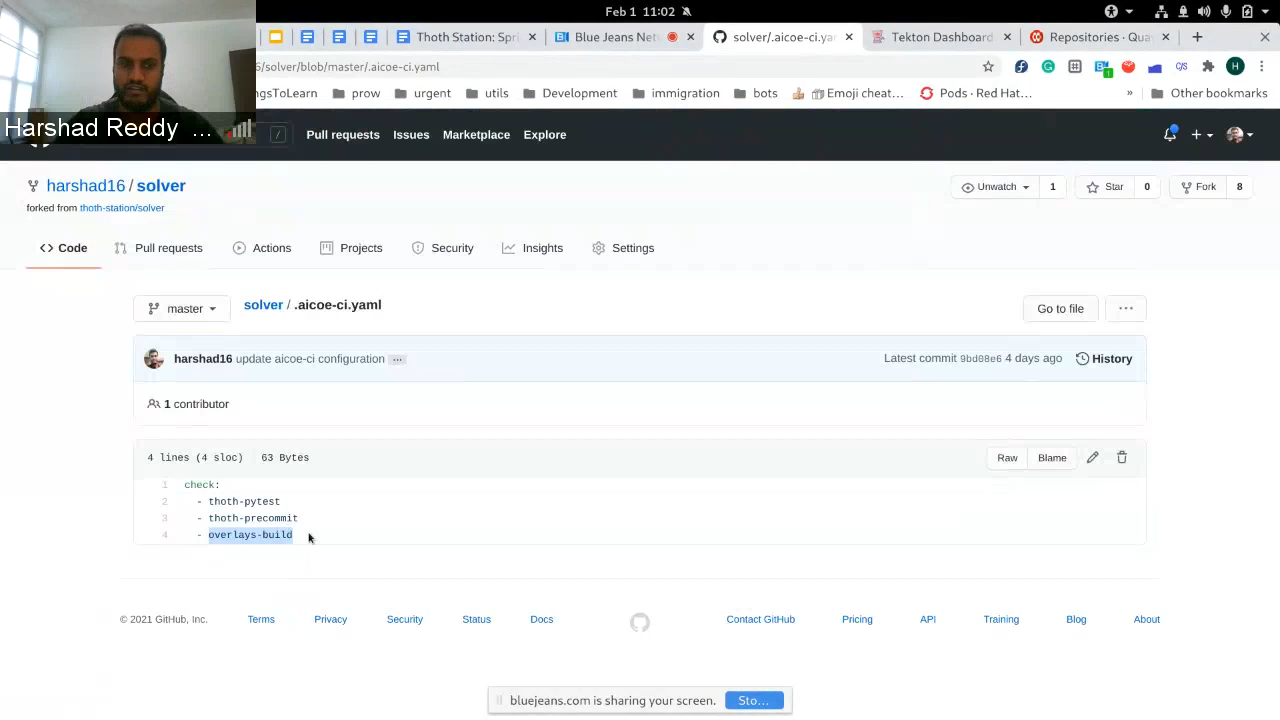 Feb 1 11:02
Thoth Station: Spri
Blue Jeans Net
solver/.aicoe-ci.ya
Tekton Dashboard
Repositories · Qua
/solver/blob/master/.aicoe-ci.yaml
ngsToLearn
prow
urgent
utils
Development
immigration
bots
Emoji cheat…
Pods · Red Hat…
»
Other bookmarks
Harshad Reddy ...
/
Pull requests
Issues
Marketplace
Explore
harshad16 / solver
Unwatch 1
Star 0
Fork 8
forked from thoth-station/solver
Code
Pull requests
Actions
Projects
Security
Insights
Settings
master
solver / .aicoe-ci.yaml
Go to file
harshad16 update aicoe-ci configuration
Latest commit 9bd08e6 4 days ago
History
1 contributor
4 lines (4 sloc) 63 Bytes
Raw
Blame
1 check:
2 - thoth-pytest
3 - thoth-precommit
4 - overlays-build
© 2021 GitHub, Inc.
Terms
Privacy
Security
Status
Docs
Contact GitHub
Pricing
API
Training
Blog
About
bluejeans.com is sharing your screen.
Sto...